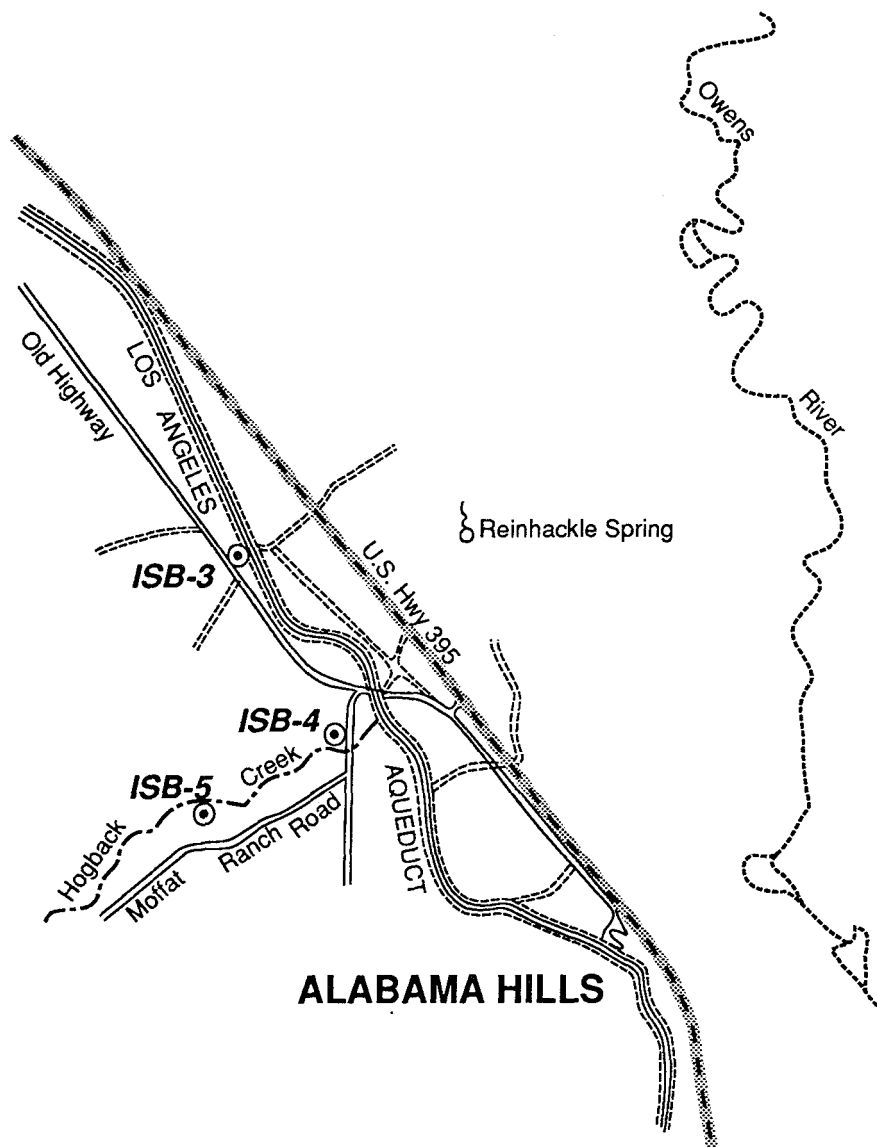 Owens
River
Old Highway
LOS ANGELES
Reinhackle Spring
ISB-3
U.S. Hwy 395
ISB-4
ISB-5
Hogback Creek
Moffat Ranch Road
AQUEDUCT
ALABAMA HILLS